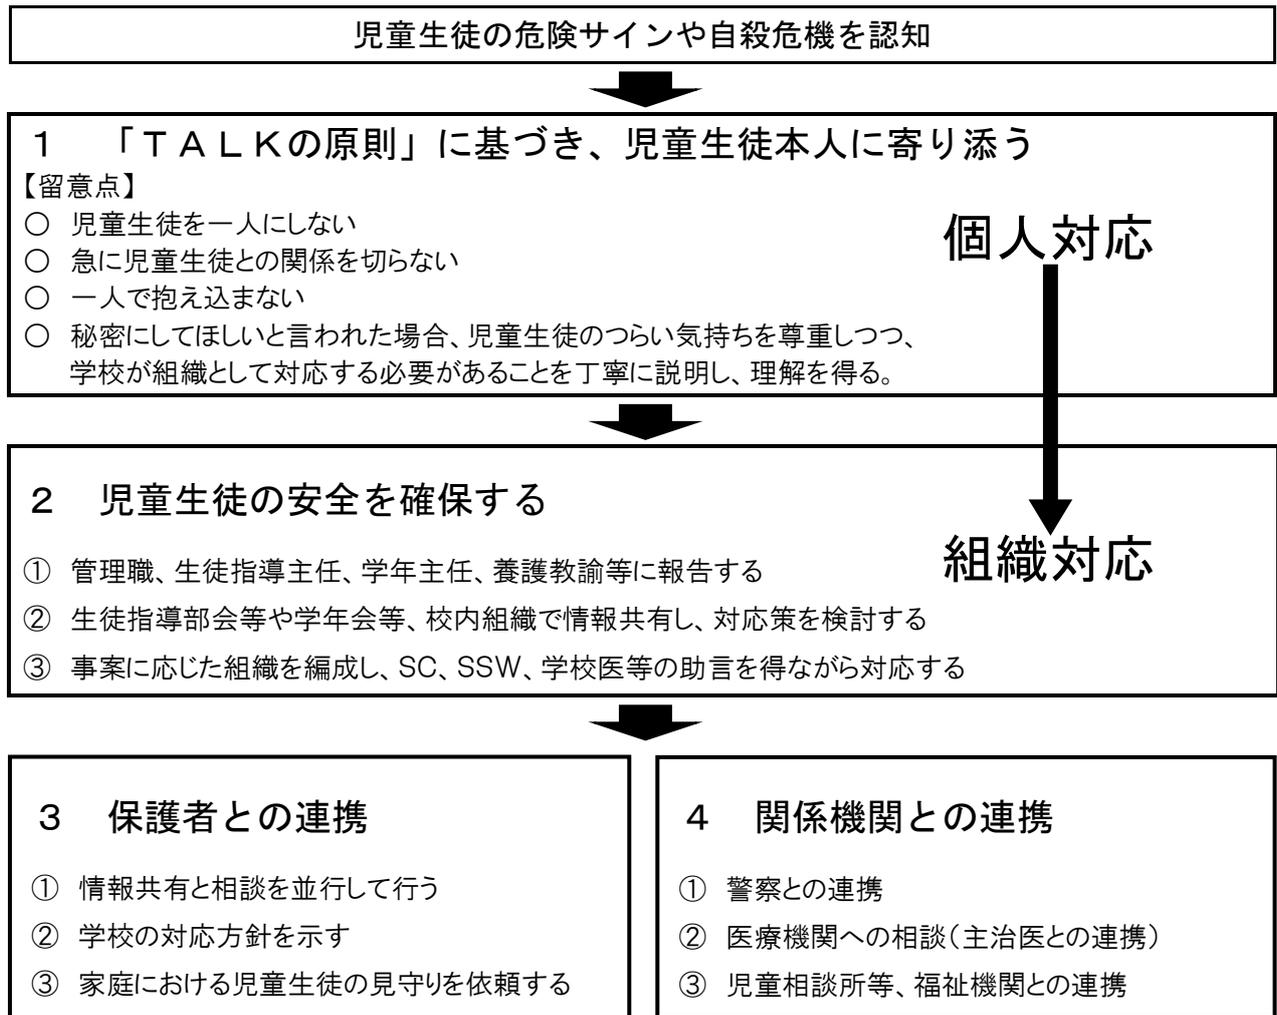 児童生徒の危険サインや自殺危機を認知
１　「ＴＡＬＫの原則」に基づき、児童生徒本人に寄り添う
【留意点】
○　児童生徒を一人にしない
○　急に児童生徒との関係を切らない
○　一人で抱え込まない
○　秘密にしてほしいと言われた場合、児童生徒のつらい気持ちを尊重しつつ、
学校が組織として対応する必要があることを丁寧に説明し、理解を得る。
個人対応
２　児童生徒の安全を確保する
①　管理職、生徒指導主任、学年主任、養護教諭等に報告する
②　生徒指導部会等や学年会等、校内組織で情報共有し、対応策を検討する
③　事案に応じた組織を編成し、SC、SSW、学校医等の助言を得ながら対応する
組織対応
３　保護者との連携
①　情報共有と相談を並行して行う
②　学校の対応方針を示す
③　家庭における児童生徒の見守りを依頼する
４　関係機関との連携
①　警察との連携
②　医療機関への相談（主治医との連携）
③　児童相談所等、福祉機関との連携